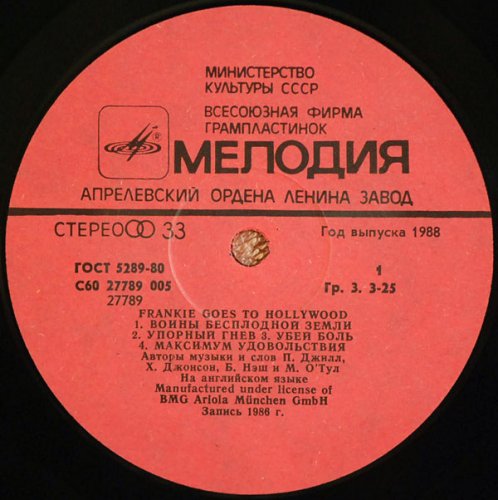 МИНИСТЕРСТВО
КУЛЬТУРЫ СССР
ВСЕСОЮЗНАЯ ФИРМА
ГРАМПЛАСТИНОК
® МЕЛОДИЯ
АПРЕЛЕВСКИЙ ОРДЕНА ЛЕНИНА ЗАВОД
СТЕРЕО 33 Год выпуска 1988
ГОСТ 5289-80 1
С60 27789 005 Гр. 3. 3-25
27789
FRANKIE GOES TO HOLLYWOOD
1. ВОИНЫ БЕСПЛОДНОЙ ЗЕМЛИ
2. УПОРНЫЙ ГНЕВ 3. УБЕЙ БОЛЬ
4. МАКСИМУМ УДОВОЛЬСТВИЯ
Авторы музыки и слов П. Джилл,
Х. Джонсон, Б. Нэш и М. О'Тул
На английском языке
Manufactured under license of
BMG Ariola München GmbH
Запись 1986 г.